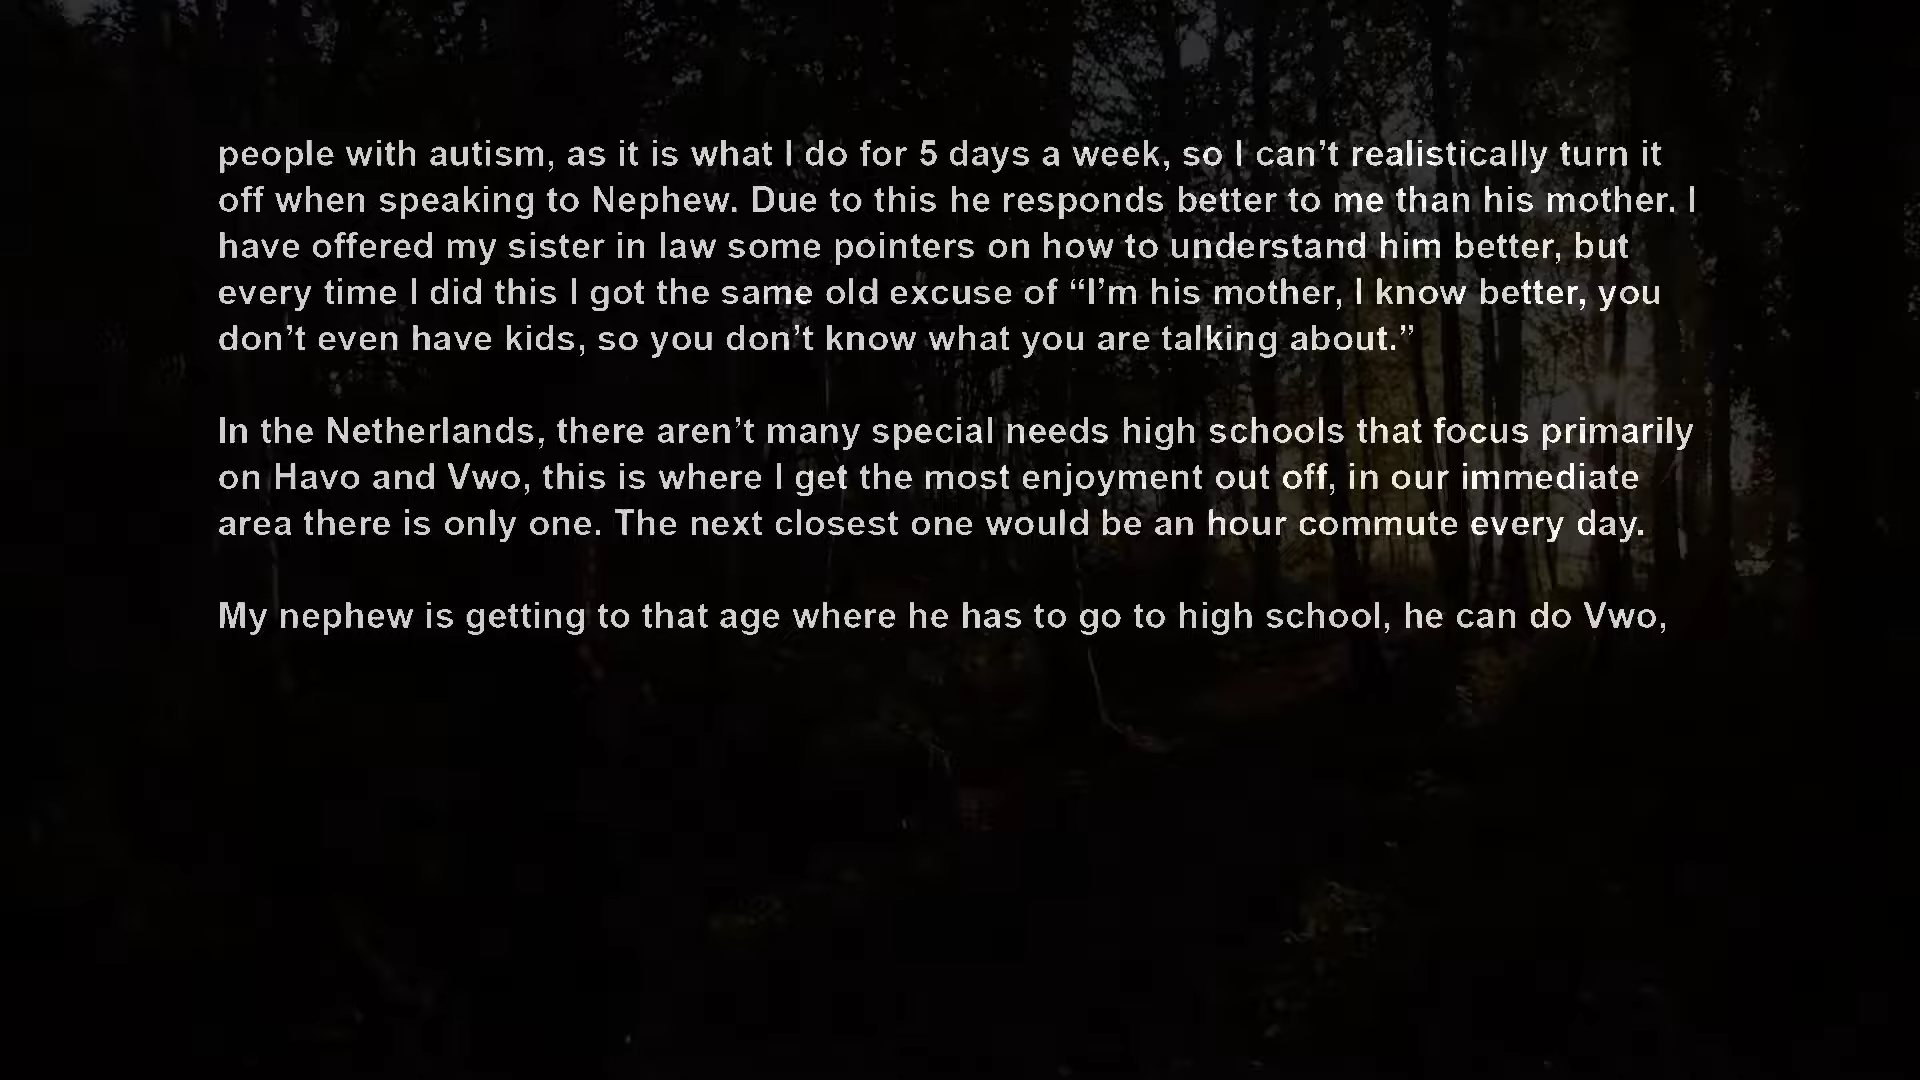 people with autism, as it is what I do for 5 days a week, so I can’t realistically turn it
off when speaking to Nephew. Due to this he responds better to me than his mother. I
have offered my sister in law some pointers on how to understand him better, but
every time I did this I got the same old excuse of “I’m his mother, I know better, you
don’t even have kids, so you don’t know what you are talking about.”
In the Netherlands, there aren’t many special needs high schools that focus primarily
on Havo and Vwo, this is where I get the most enjoyment out off, in our immediate
area there is only one. The next closest one would be an hour commute every day.
My nephew is getting to that age where he has to go to high school, he can do Vwo,